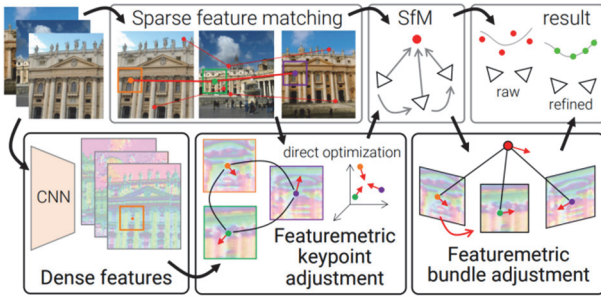 Sparse feature matching
SfM
result
raw
refined
CNN
Dense features
direct optimization
Featuremetric
keypoint
adjustment
Featuremetric
bundle adjustment